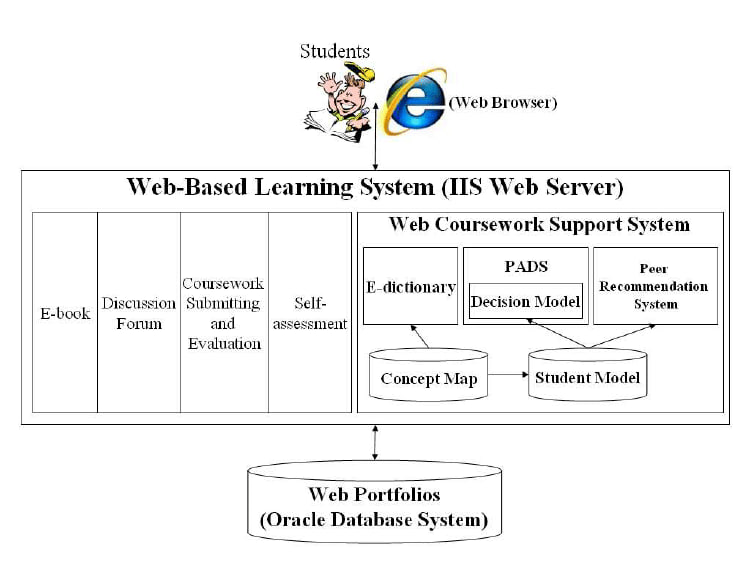 Students
(Web Browser)
Web-Based Learning System (IIS Web Server)
E-book
Discussion
Forum
Coursework
Submitting
and
Evaluation
Self-
assessment
Web Coursework Support System
E-dictionary
PADS
Decision Model
Peer
Recommendation
System
Concept Map
Student Model
Web Portfolios
(Oracle Database System)